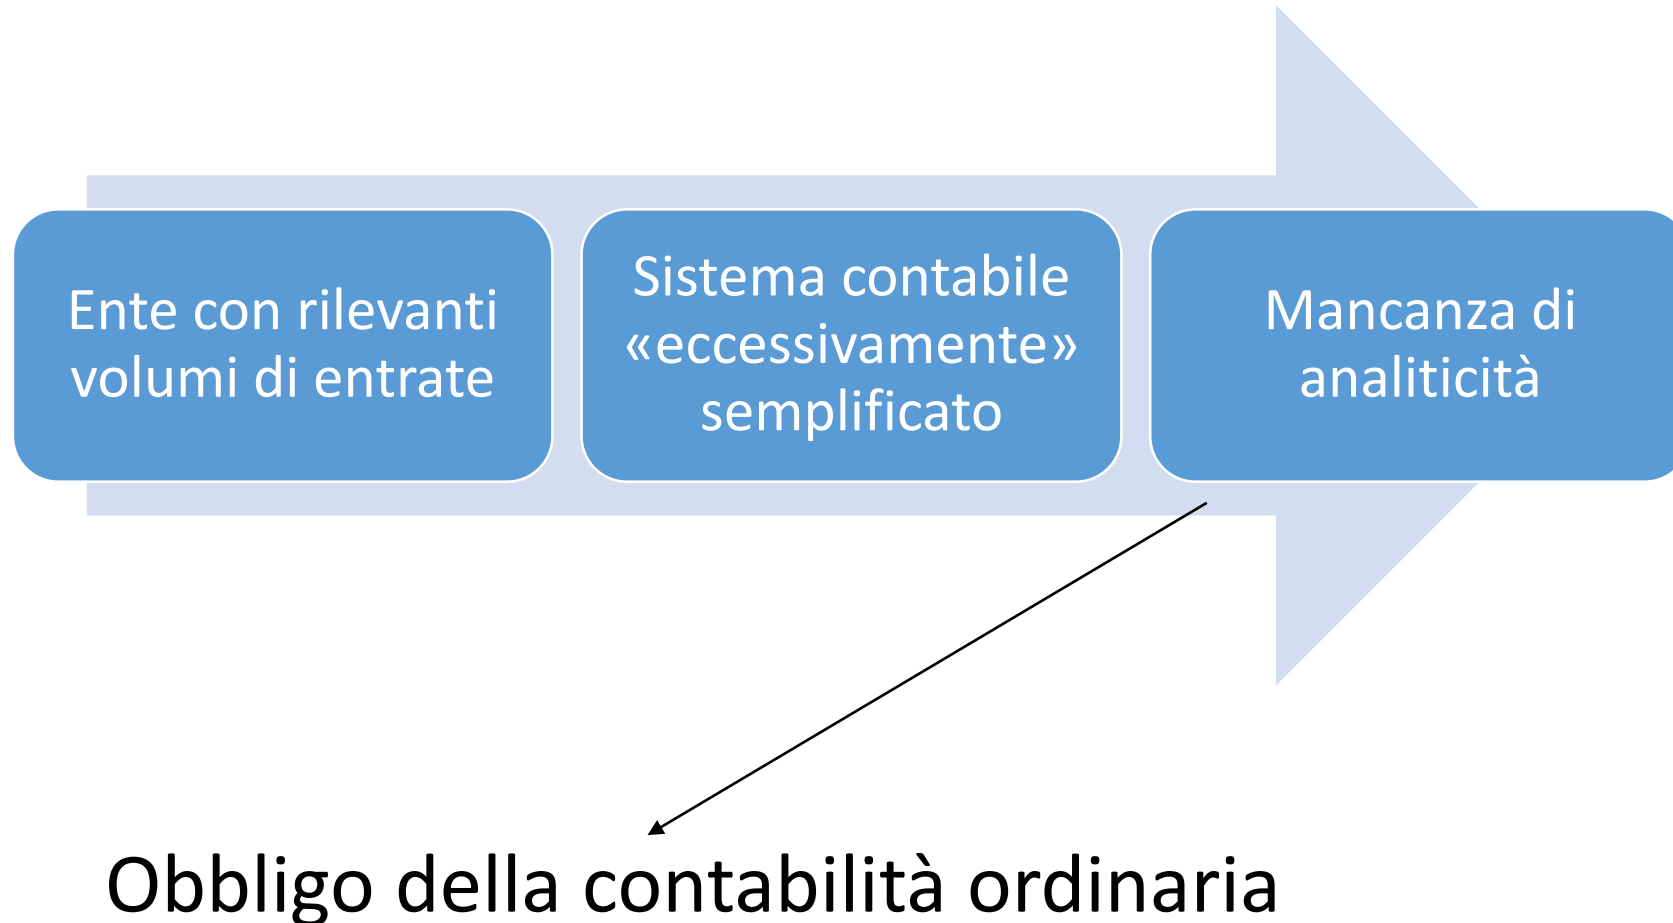 Ente con rilevanti
volumi di entrate
Sistema contabile
«eccessivamente»
semplificato
Mancanza di
analiticità
Obbligo della contabilità ordinaria